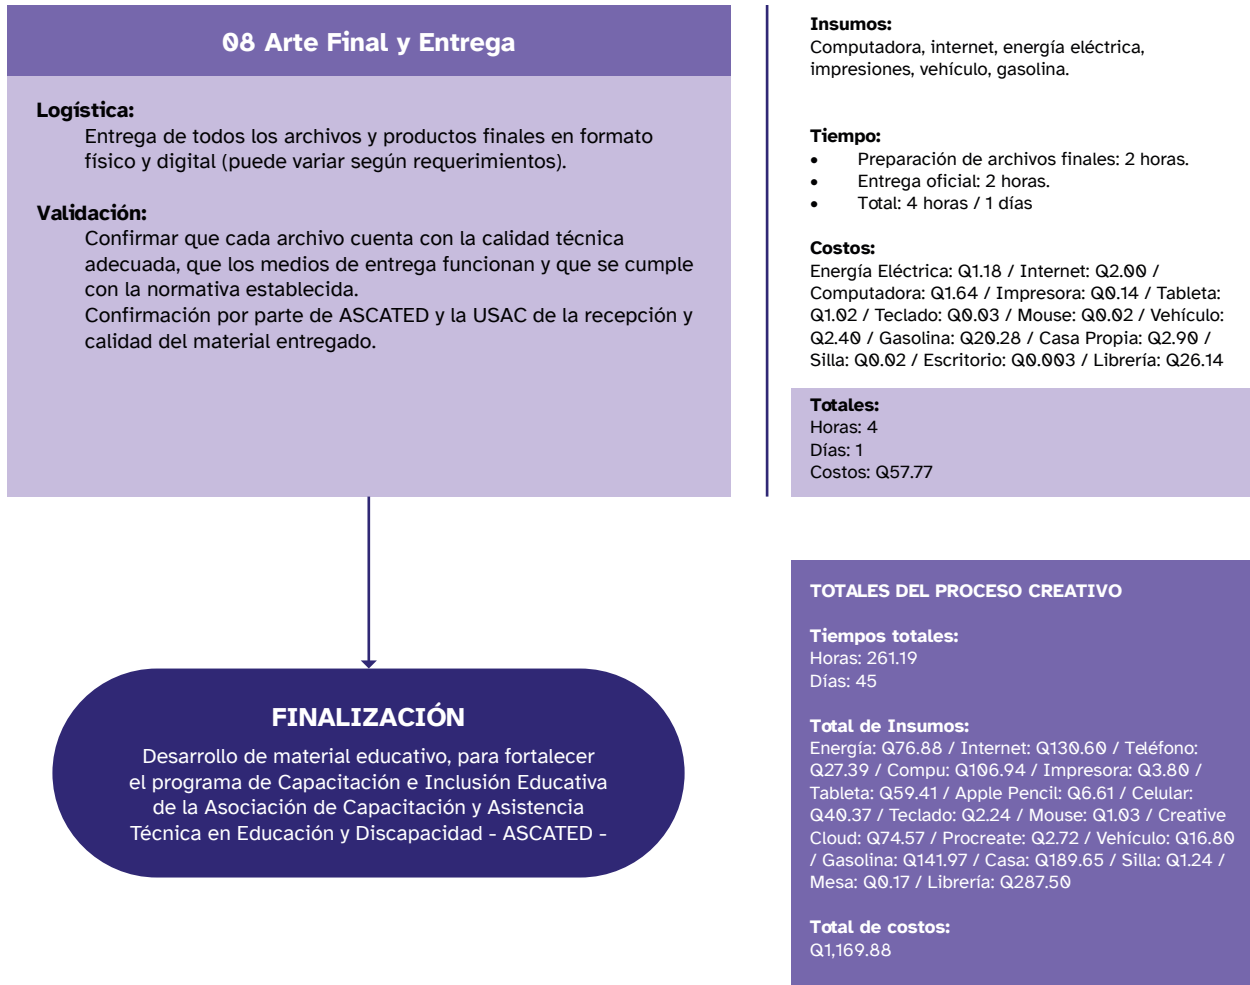 08 Arte Final y Entrega
Logística:
Entrega de todos los archivos y productos finales en formato
físico y digital (puede variar según requerimientos).
Validación:
Confirmar que cada archivo cuenta con la calidad técnica
adecuada, que los medios de entrega funcionan y que se cumple
con la normativa establecida.
Confirmación por parte de ASCATED y la USAC de la recepción y
calidad del material entregado.
Insumos:
Computadora, internet, energía eléctrica,
impresiones, vehículo, gasolina.
Tiempo:
• Preparación de archivos finales: 2 horas.
• Entrega oficial: 2 horas.
• Total: 4 horas / 1 días
Costos:
Energía Eléctrica: Q1.18 / Internet: Q2.00 /
Computadora: Q1.64 / Impresora: Q0.14 / Tableta:
Q1.02 / Teclado: Q0.03 / Mouse: Q0.02 / Vehículo:
Q2.40 / Gasolina: Q20.28 / Casa Propia: Q2.90 /
Silla: Q0.02 / Escritorio: Q0.003 / Librería: Q26.14
Totales:
Horas: 4
Días: 1
Costos: Q57.77
FINALIZACIÓN
Desarrollo de material educativo, para fortalecer
el programa de Capacitación e Inclusión Educativa
de la Asociación de Capacitación y Asistencia
Técnica en Educación y Discapacidad - ASCATED -
TOTALES DEL PROCESO CREATIVO
Tiempos totales:
Horas: 261.19
Días: 45
Total de Insumos:
Energía: Q76.88 / Internet: Q130.60 / Teléfono:
Q27.39 / Compu: Q106.94 / Impresora: Q3.80 /
Tableta: Q59.41 / Apple Pencil: Q6.61 / Celular:
Q40.37 / Teclado: Q2.24 / Mouse: Q1.03 / Creative
Cloud: Q74.57 / Procreate: Q2.72 / Vehículo: Q16.80
/ Gasolina: Q141.97 / Casa: Q189.65 / Silla: Q1.24 /
Mesa: Q0.17 / Librería: Q287.50
Total de costos:
Q1,169.88